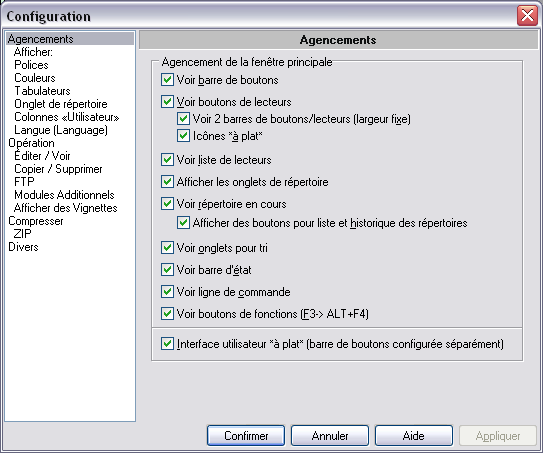 Configuration
Agencements
Afficher:
Polices
Couleurs
Tabulateurs
Onglet de répertoire
Colonnes «Utilisateur»
Langue (Language)
Opération
Éditer / Voir
Copier / Supprimer
FTP
Modules Additionnels
Afficher des Vignettes
Compresser
ZIP
Divers
Agencements
Agencement de la fenêtre principale
Voir barre de boutons
Voir boutons de lecteurs
Voir 2 barres de boutons/lecteurs (largeur fixe)
Icônes "à plat"
Voir liste de lecteurs
Afficher les onglets de répertoire
Voir répertoire en cours
Afficher des boutons pour liste et historique des répertoires
Voir onglets pour tri
Voir barre d'état
Voir ligne de commande
Voir boutons de fonctions (F3-> ALT+F4)
Interface utilisateur "à plat" (barre de boutons configurée séparément)
Confirmer
Annuler
Aide
Appliquer